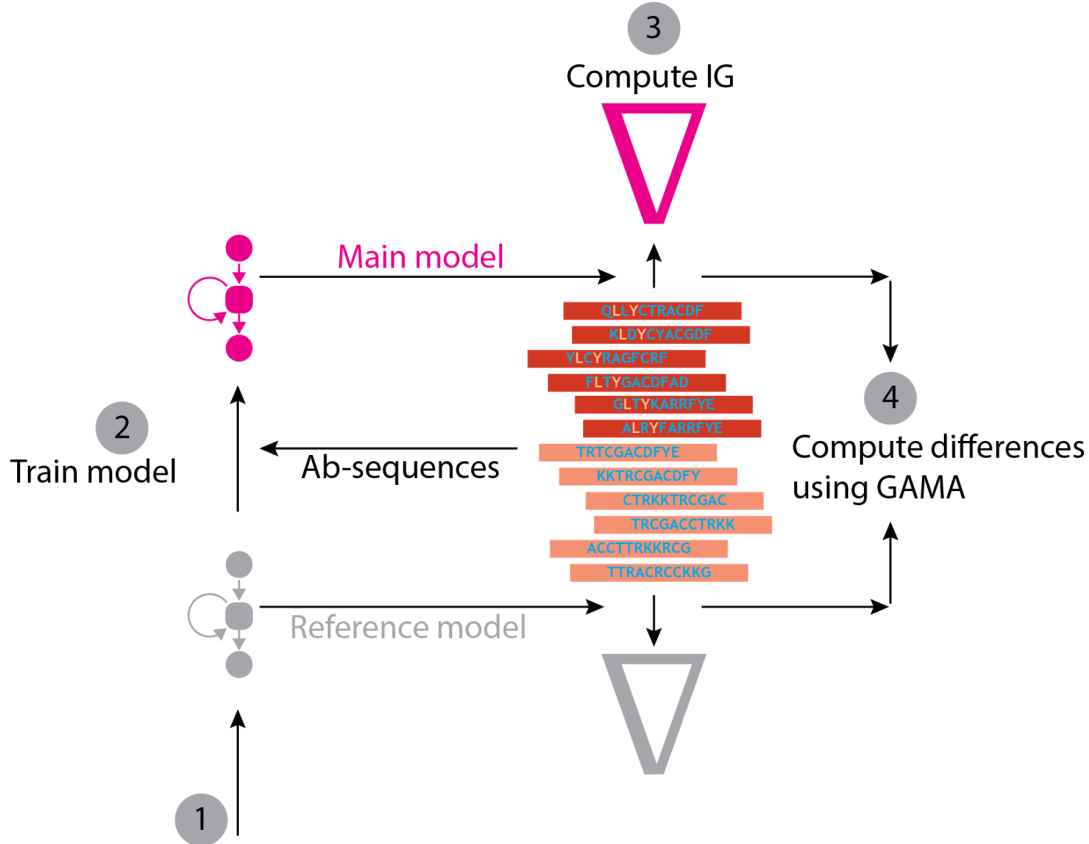 3
Compute IG
Main model
QLLYCTRACDF
KLDYCYACGDF
YLCYRAGFCRF
FLTYGACDFAD
GLTYKARRFYE
ALRYFARRFYE
2
Train model
Ab-sequences
TRTCGACDFYE
KKTRCGACDFY
CTRKKTRCGAC
TRCGACCTRKK
ACCTTRKKRCG
TTRACRCCKKG
4
Compute differences
using GAMA
Reference model
1